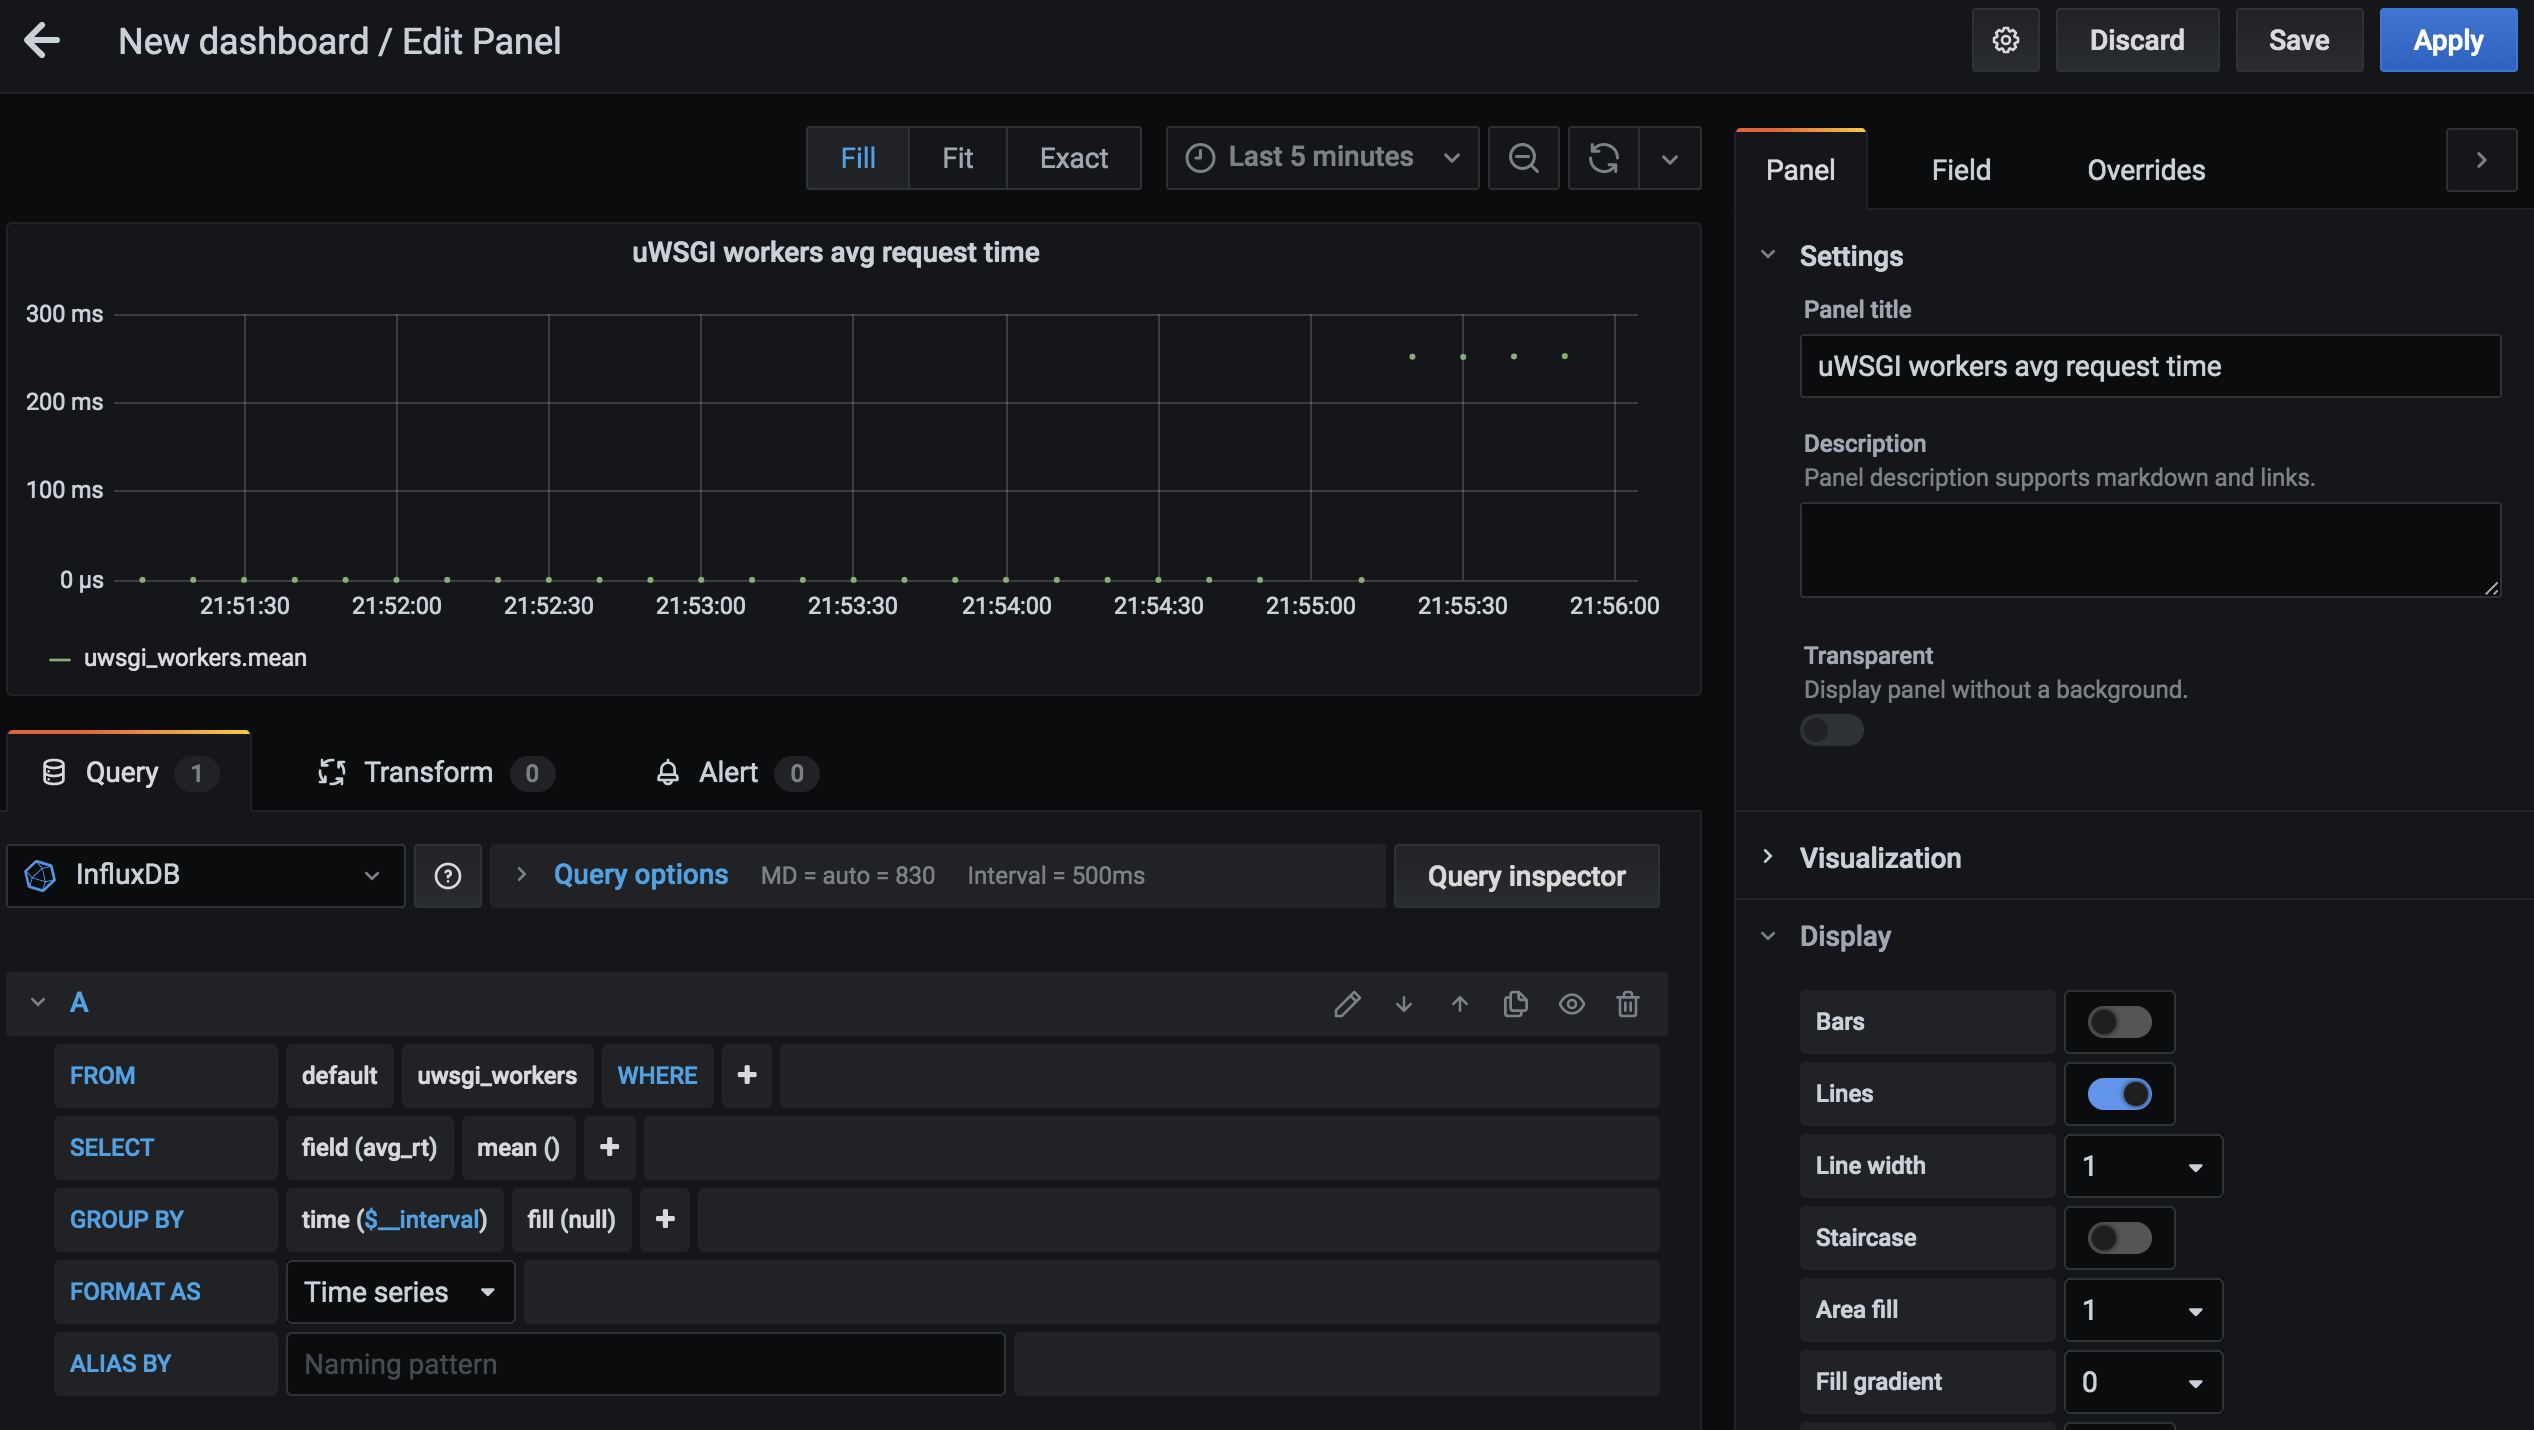 New dashboard / Edit Panel
Discard
Save
Apply
Fill
Fit
Exact
Last 5 minutes
Panel
Field
Overrides
uWSGI workers avg request time
300 ms
200 ms
100 ms
0 µs
21:51:30
21:52:00
21:52:30
21:53:00
21:53:30
21:54:00
21:54:30
21:55:00
21:55:30
21:56:00
uwsgi_workers.mean
Query 1
Transform 0
Alert 0
InfluxDB
Query options
MD = auto = 830
Interval = 500ms
Query inspector
A
FROM default uwsgi_workers WHERE +
SELECT field (avg_rt) mean () +
GROUP BY time ($__interval) fill (null) +
FORMAT AS Time series
ALIAS BY Naming pattern
Settings
Panel title
uWSGI workers avg request time
Description
Panel description supports markdown and links.
Transparent
Display panel without a background.
Visualization
Display
Bars
Lines
Line width 1
Staircase
Area fill 1
Fill gradient 0